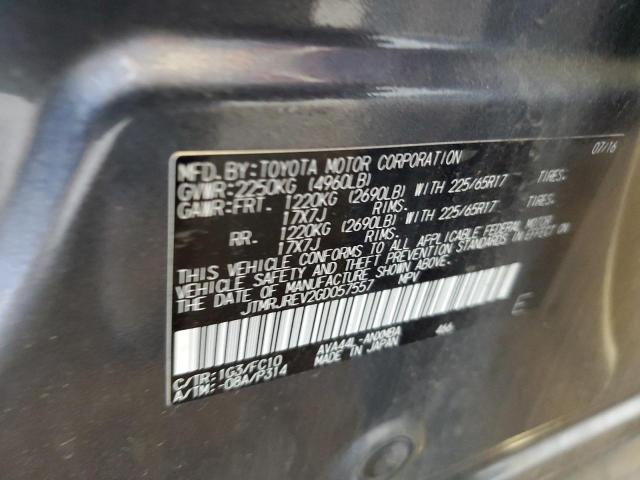 MFD. BY: TOYOTA MOTOR CORPORATION 07/16
GVWR: 2250KG (4960LB)
GAWR-FRT. 1220KG (2690LB) WITH 225/65R17 TIRES.
17X7J RIMS.
RR. 1220KG (2690LB) WITH 225/65R17 TIRES.
17X7J RIMS.
THIS VEHICLE CONFORMS TO ALL APPLICABLE FEDERAL MOTOR
VEHICLE SAFETY AND THEFT PREVENTION STANDARDS IN EFFECT ON
THE DATE OF MANUFACTURE SHOWN ABOVE.
JTMRJREV2GD057557 MPV
E
C/TR: 1G3/FC10 AVA44L-ANXMBA 466
A/TM: -08A/P314 MADE IN JAPAN